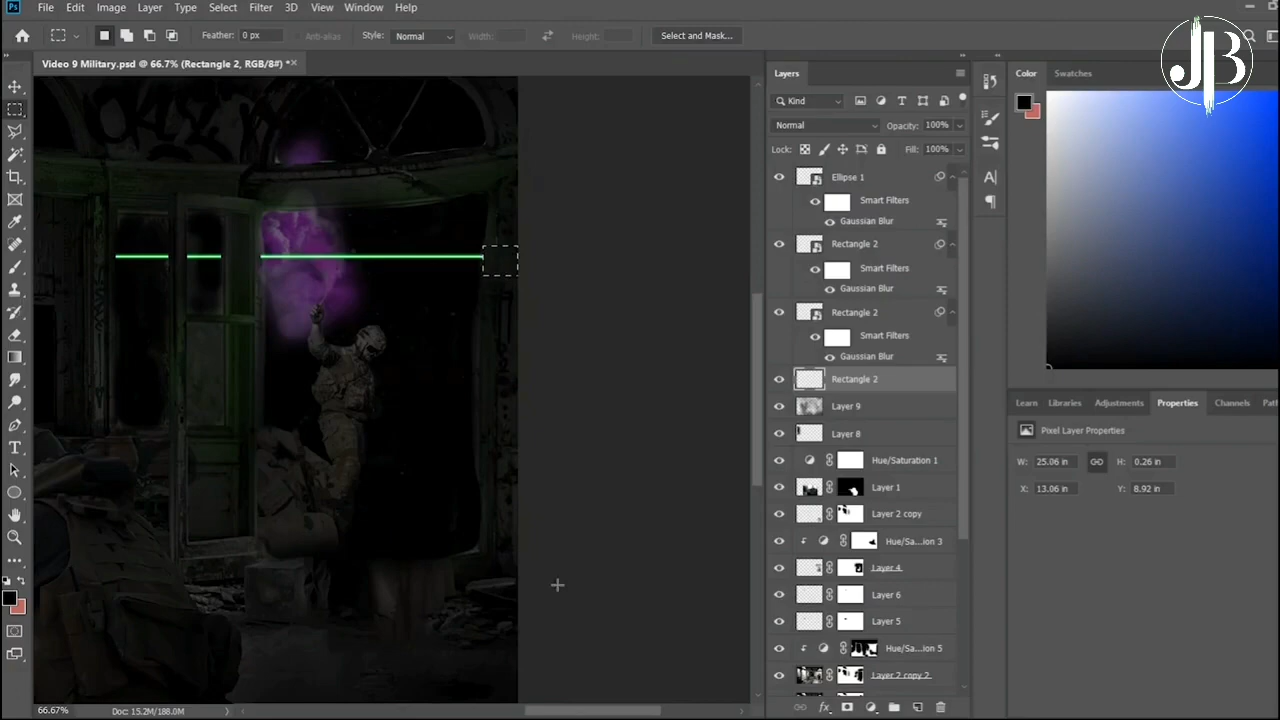 Ps File Edit Image Layer Type Select Filter 3D View Window Help
Feather: 0 px Anti-alias Style: Normal Width: Height: Select and Mask...
JB
Video 9 Military.psd @ 66.7% (Rectangle 2, RGB/8#) *
Layers
Kind
Normal Opacity: 100%
Lock: Fill: 100%
Ellipse 1
Smart Filters
Gaussian Blur
Rectangle 2
Smart Filters
Gaussian Blur
Rectangle 2
Smart Filters
Gaussian Blur
Rectangle 2
Layer 9
Layer 8
Hue/Saturation 1
Layer 1
Layer 2 copy
Hue/Sa...ion 3
Layer 4
Layer 6
Layer 5
Hue/Sa...ion 5
Layer 2 copy 2
fx
Color Swatches
Learn Libraries Adjustments Properties Channels Pat
Pixel Layer Properties
W: 25.06 in H: 0.26 in
X: 13.06 in Y: 8.92 in
66.67% Doc: 15.2M/188.0M